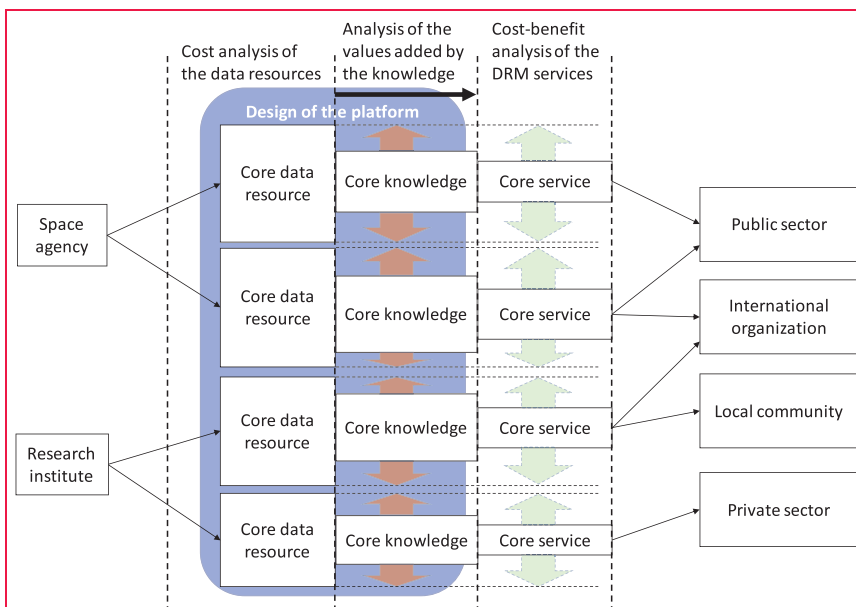 Cost analysis of
the data resources
Analysis of the
values added by
the knowledge
Cost-benefit
analysis of the
DRM services
Design of the platform
Space
agency
Research
institute
Core data
resource
Core knowledge
Core service
Core data
resource
Core knowledge
Core service
Core data
resource
Core knowledge
Core service
Core data
resource
Core knowledge
Core service
Public sector
International
organization
Local community
Private sector